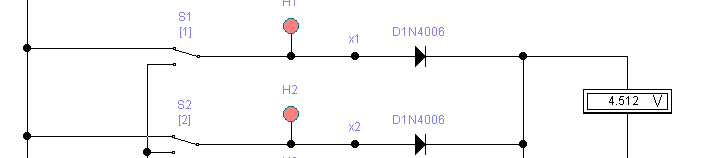 H1
S1
[1]
x1
D1N4006
4.512 V
H2
S2
[2]
x2
D1N4006